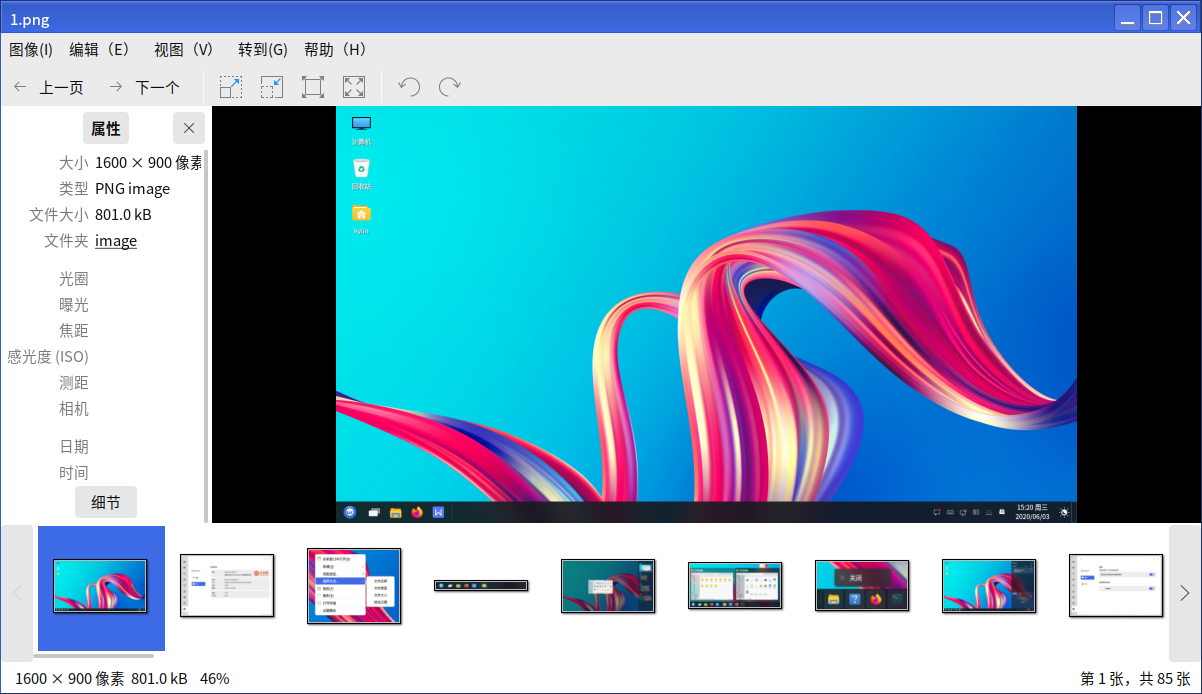 1.png
图像(I) 编辑（E） 视图（V） 转到(G) 帮助（H）
上一页 下一个
属性
大小 1600 × 900 像素
类型 PNG image
文件大小 801.0 kB
文件夹 image
光圈
曝光
焦距
感光度 (ISO)
测距
相机
日期
时间
细节
计算机
回收站
kylin
15:20 周三
2020/06/03
关闭
1600 × 900 像素 801.0 kB 46%
第 1 张，共 85 张